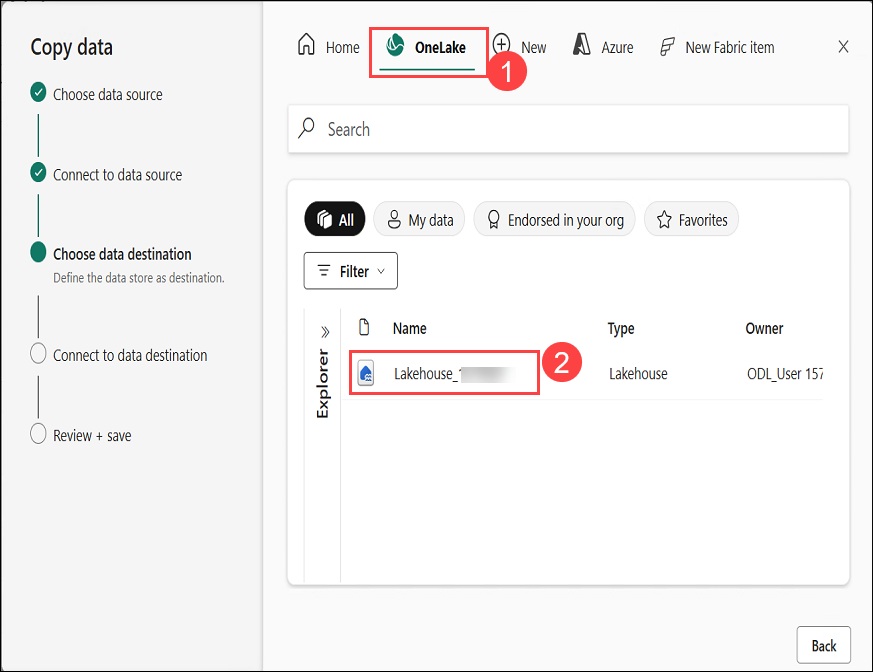 Copy data
Choose data source
Connect to data source
Choose data destination
Define the data store as destination.
Connect to data destination
Review + save
Home
OneLake
New
Azure
New Fabric item
1
Search
All
My data
Endorsed in your org
Favorites
Filter
Explorer
Name
Type
Owner
Lakehouse_
Lakehouse
ODL_User 157
2
Back